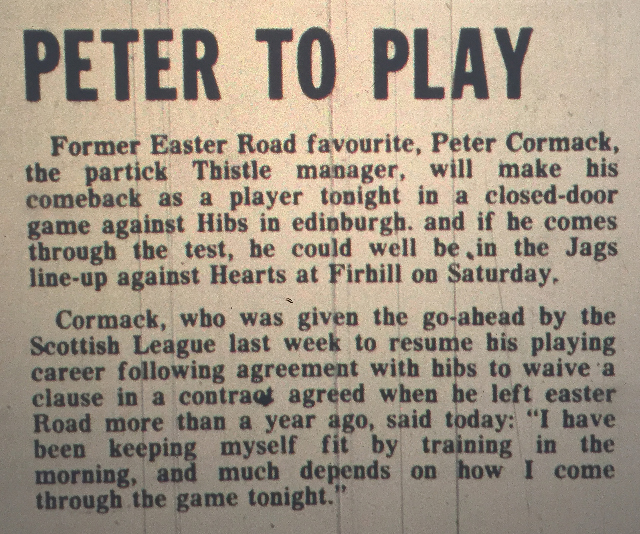 PETER TO PLAY
Former Easter Road favourite, Peter Cormack,
the partick Thistle manager, will make his
comeback as a player tonight in a closed-door
game against Hibs in edinburgh. and if he comes
through the test, he could well be in the Jags
line-up against Hearts at Firhill on Saturday.
Cormack, who was given the go-ahead by the
Scottish League last week to resume his playing
career following agreement with hibs to waive a
clause in a contract agreed when he left easter
Road more than a year ago, said today: "I have
been keeping myself fit by training in the
morning, and much depends on how I come
through the game tonight."